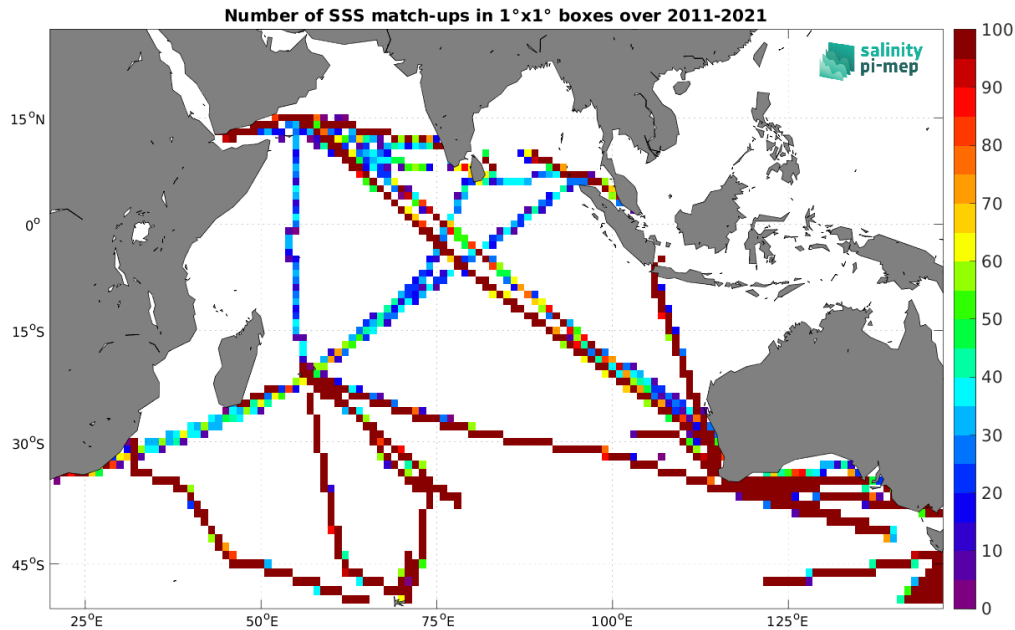 Number of SSS match-ups in 1°x1° boxes over 2011-2021
salinity
pi-mep
100
90
80
70
60
50
40
30
20
10
0
15°N
0°
15°S
30°S
45°S
25°E
50°E
75°E
100°E
125°E